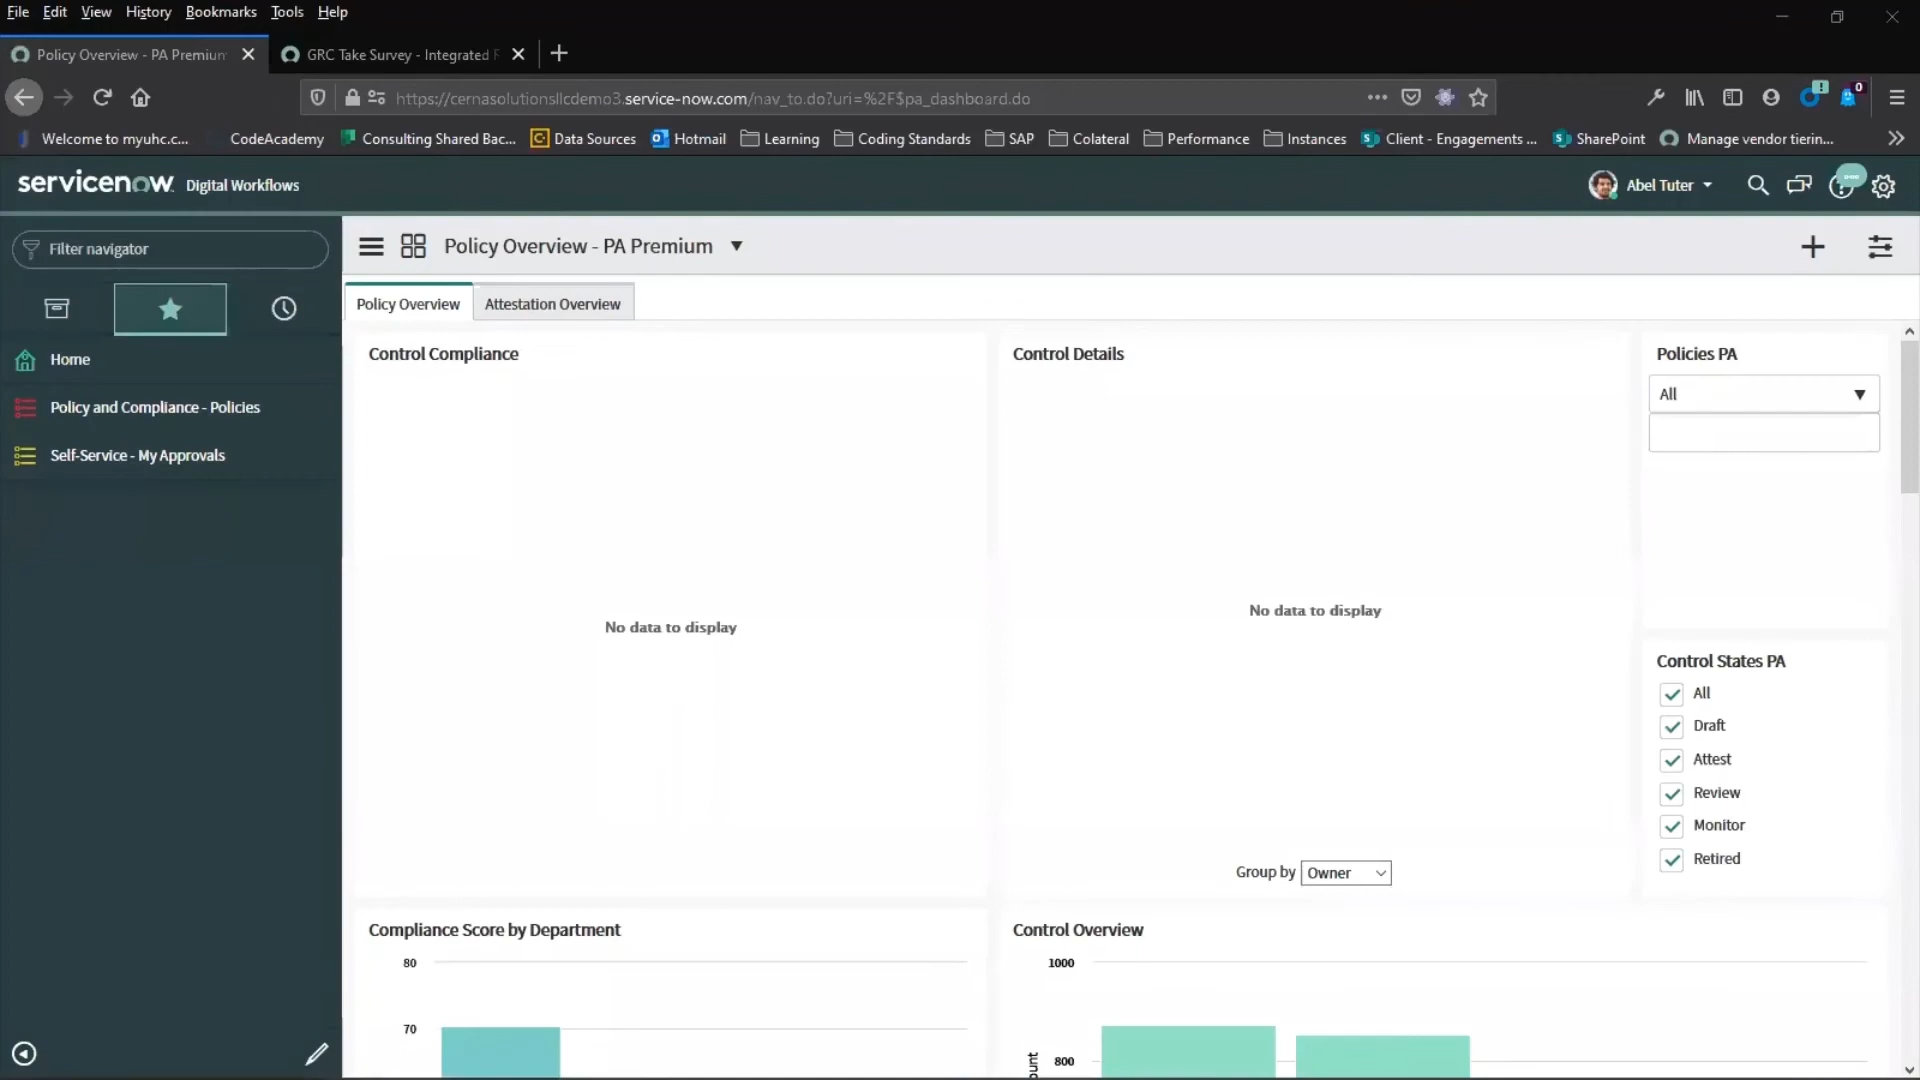 File Edit View History Bookmarks Tools Help
Policy Overview - PA Premium
GRC Take Survey - Integrated R
https://cernasolutionsllcdemo3.service-now.com/nav_to.do?uri=%2F$pa_dashboard.do
0
Welcome to myuhc.c... CodeAcademy Consulting Shared Bac... Data Sources Hotmail Learning Coding Standards SAP Colateral Performance Instances Client - Engagements ... SharePoint Manage vendor tierin...
servicenow Digital Workflows
Abel Tuter
Filter navigator
Policy Overview - PA Premium
Policy Overview
Attestation Overview
Home
Policy and Compliance - Policies
Self-Service - My Approvals
Control Compliance
No data to display
Control Details
No data to display
Group by Owner
Policies PA
All
Control States PA
All
Draft
Attest
Review
Monitor
Retired
Compliance Score by Department
80
70
Control Overview
1000
800